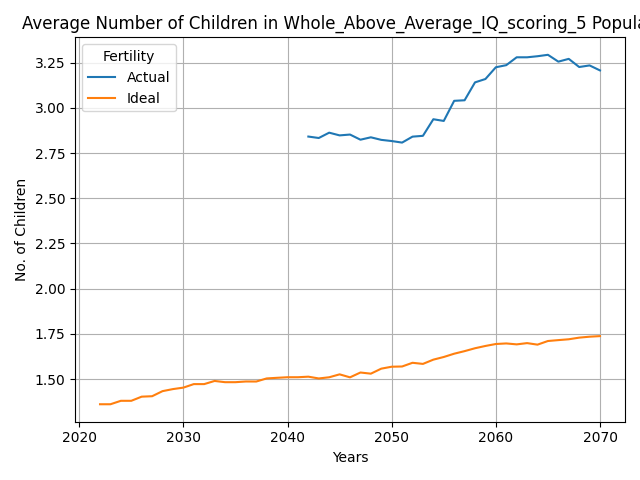 Average Number of Children in Whole_Above_Average_IQ_scoring_5 Popula
Fertility
Actual
Ideal
3.25
3.00
2.75
2.50
2.25
2.00
1.75
1.50
No. of Children
2020 2030 2040 2050 2060 2070
Years